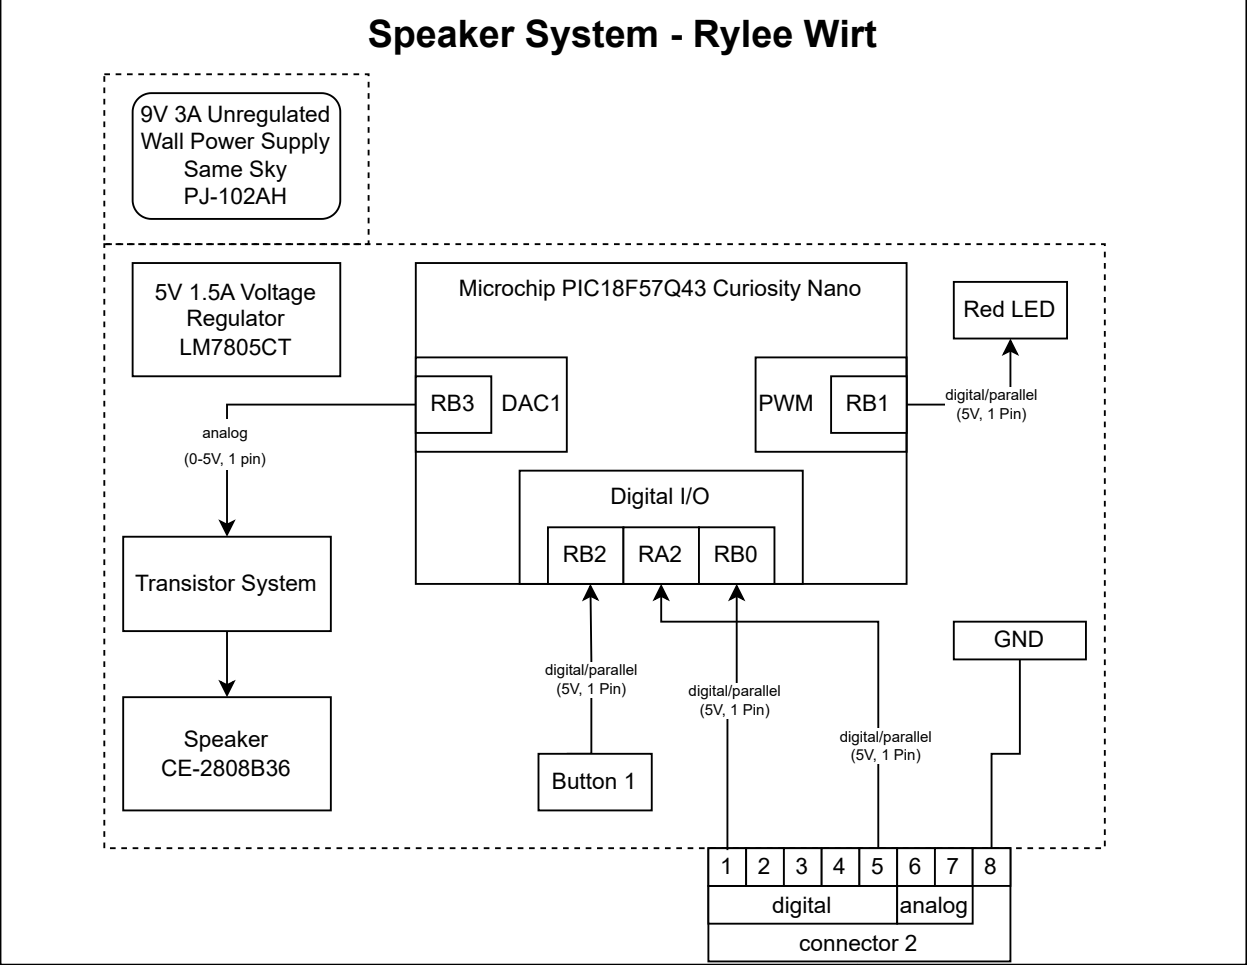 Speaker System - Rylee Wirt
9V 3A Unregulated
Wall Power Supply
Same Sky
PJ-102AH
5V 1.5A Voltage
Regulator
LM7805CT
Microchip PIC18F57Q43 Curiosity Nano
Red LED
RB3
DAC1
PWM
RB1
digital/parallel
(5V, 1 Pin)
analog
(0-5V, 1 pin)
Digital I/O
RB2
RA2
RB0
Transistor System
GND
digital/parallel
(5V, 1 Pin)
digital/parallel
(5V, 1 Pin)
digital/parallel
(5V, 1 Pin)
Speaker
CE-2808B36
Button 1
1 2 3 4 5 6 7 8
digital analog
connector 2